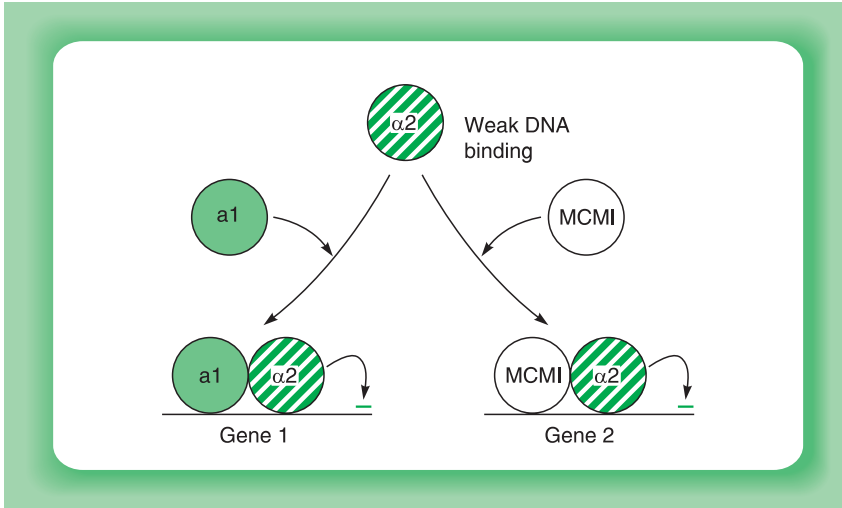 α2
Weak DNA
binding
a1
MCMI
a1
α2
MCMI
α2
Gene 1
Gene 2